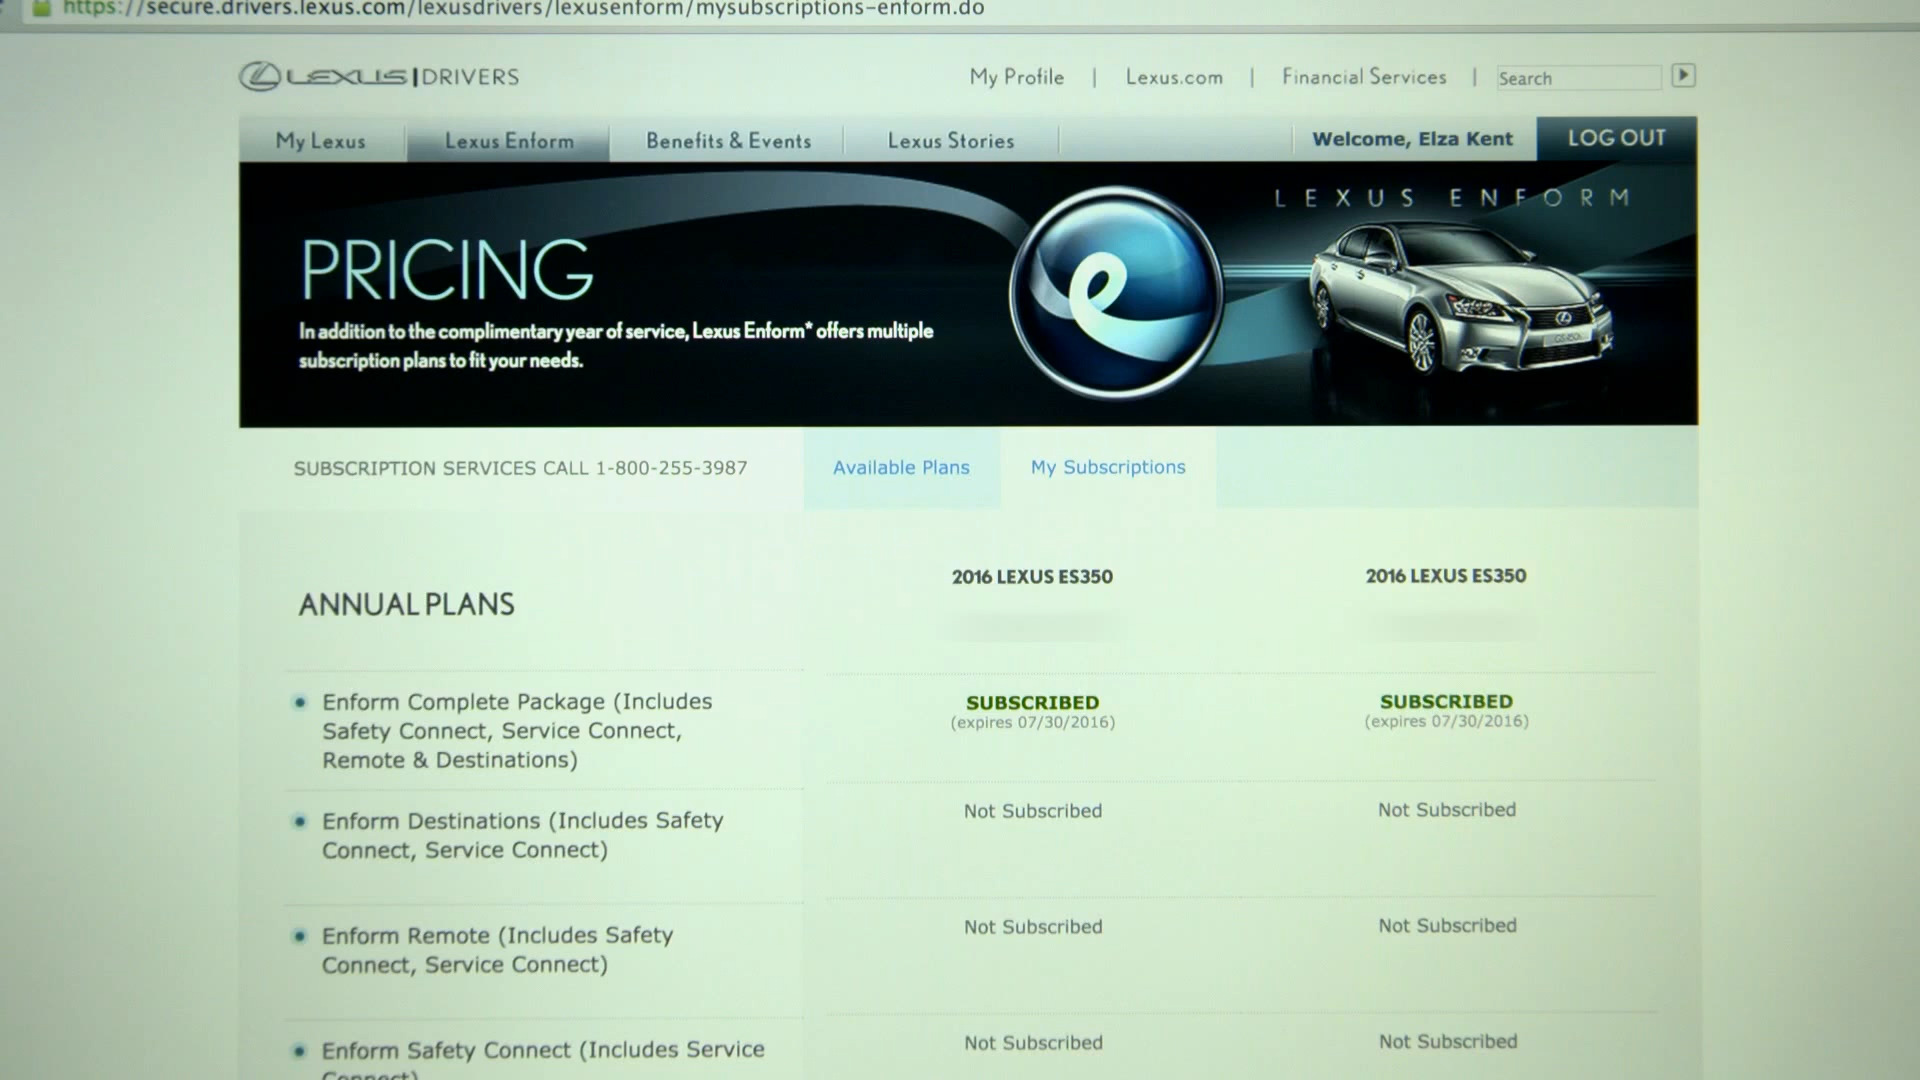 https://secure.drivers.lexus.com/lexusdrivers/lexusenform/mysubscriptions-enform.do
LEXUS | DRIVERS
My Profile | Lexus.com | Financial Services | Search
My Lexus Lexus Enform Benefits & Events Lexus Stories Welcome, Elza Kent LOG OUT
LEXUS ENFORM
PRICING
In addition to the complimentary year of service, Lexus Enform* offers multiple
subscription plans to fit your needs.
e
SUBSCRIPTION SERVICES CALL 1-800-255-3987 Available Plans My Subscriptions
ANNUAL PLANS
2016 LEXUS ES350 2016 LEXUS ES350
Enform Complete Package (Includes
Safety Connect, Service Connect,
Remote & Destinations)
SUBSCRIBED SUBSCRIBED
(expires 07/30/2016) (expires 07/30/2016)
Enform Destinations (Includes Safety
Connect, Service Connect)
Not Subscribed Not Subscribed
Enform Remote (Includes Safety
Connect, Service Connect)
Not Subscribed Not Subscribed
Enform Safety Connect (Includes Service
Connect)
Not Subscribed Not Subscribed